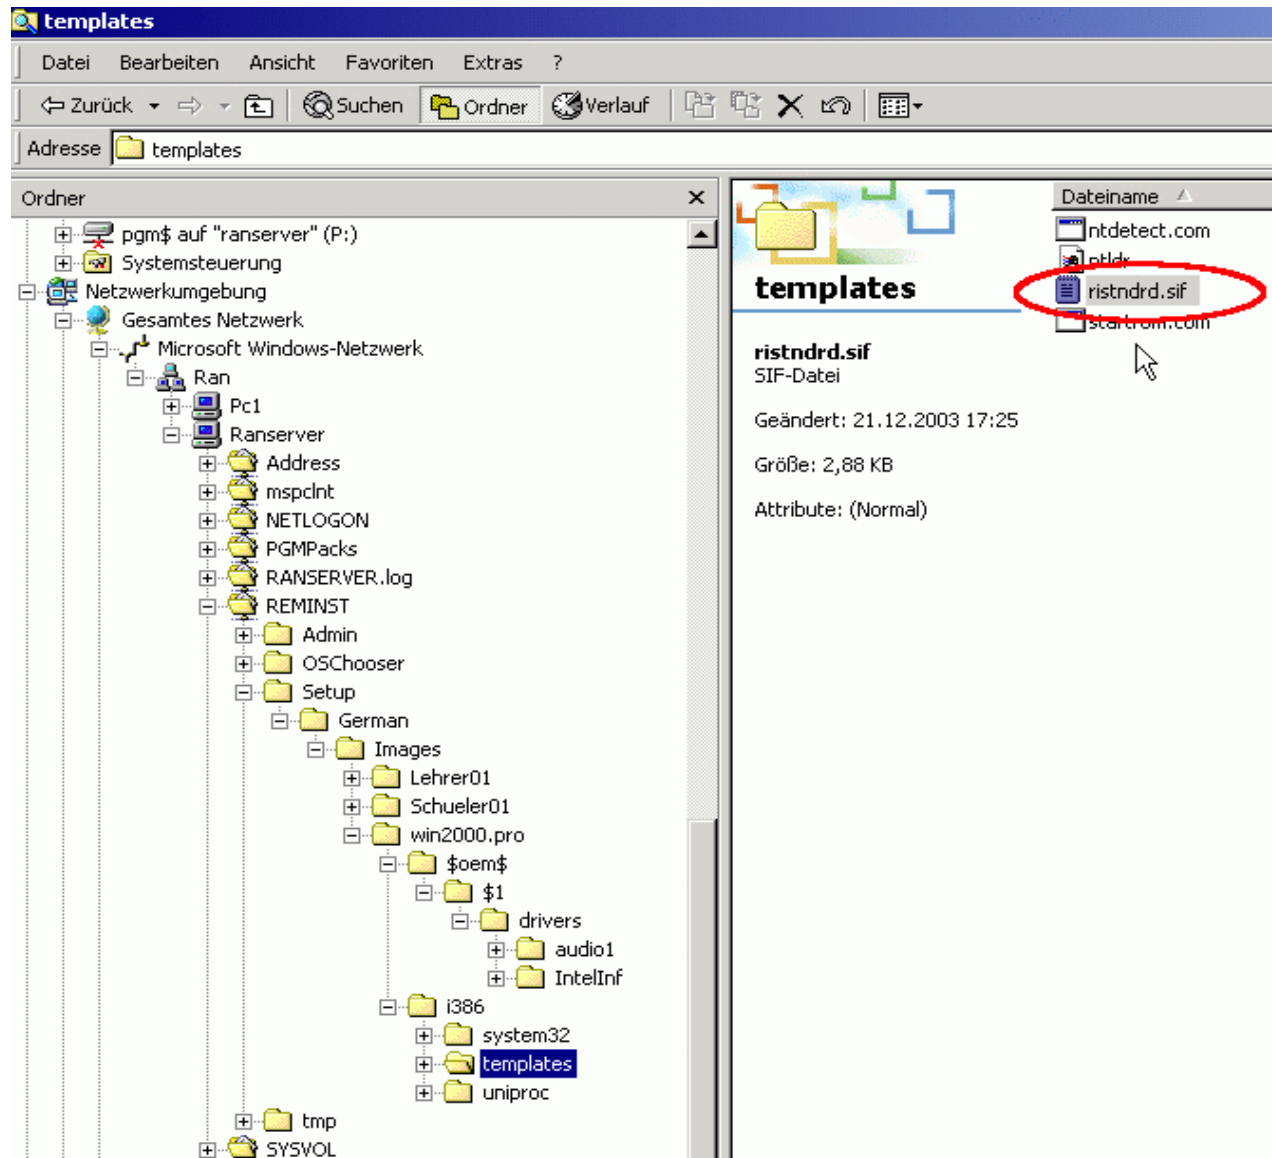 templates
Datei Bearbeiten Ansicht Favoriten Extras ?
Zurück Suchen Ordner Verlauf
Adresse templates
Ordner
pgm$ auf "ranserver" (P:)
Systemsteuerung
Netzwerkumgebung
Gesamtes Netzwerk
Microsoft Windows-Netzwerk
Ran
Pc1
Ranserver
Address
mspclnt
NETLOGON
PGMPacks
RANSERVER.log
REMINST
Admin
OSChooser
Setup
German
Images
Lehrer01
Schueler01
win2000.pro
$oem$
$1
drivers
audio1
IntelInf
i386
system32
templates
uniproc
tmp
SYSVOL
templates
ristndrd.sif
SIF-Datei
Geändert: 21.12.2003 17:25
Größe: 2,88 KB
Attribute: (Normal)
Dateiname
ntdetect.com
ntldr
ristndrd.sif
startrom.com